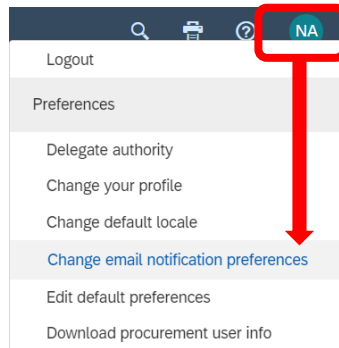 NA
Logout
Preferences
Delegate authority
Change your profile
Change default locale
Change email notification preferences
Edit default preferences
Download procurement user info